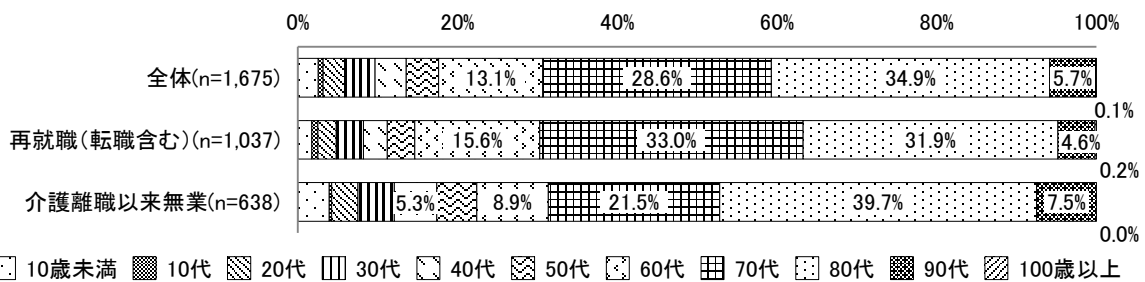 0% 20% 40% 60% 80% 100%
全体(n=1,675) 13.1% 28.6% 34.9% 5.7%
0.1%
再就職(転職含む)(n=1,037) 15.6% 33.0% 31.9% 4.6%
0.2%
介護離職以来無業(n=638) 5.3% 8.9% 21.5% 39.7% 7.5%
0.0%
10歳未満 10代 20代 30代 40代 50代 60代 70代 80代 90代 100歳以上